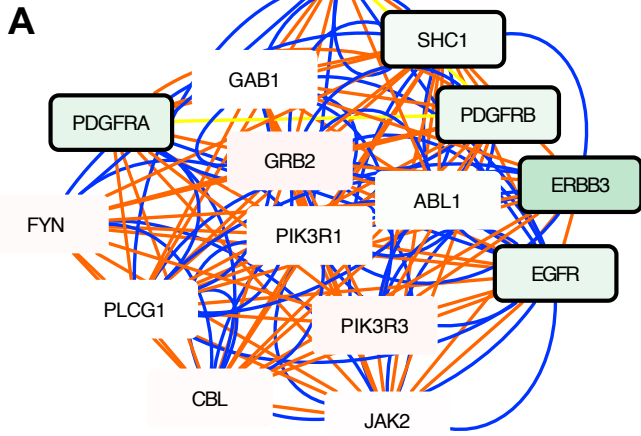 A
SHC1
GAB1
PDGFRA
PDGFRB
GRB2
ERBB3
ABL1
FYN
PIK3R1
EGFR
PLCG1
PIK3R3
CBL
JAK2